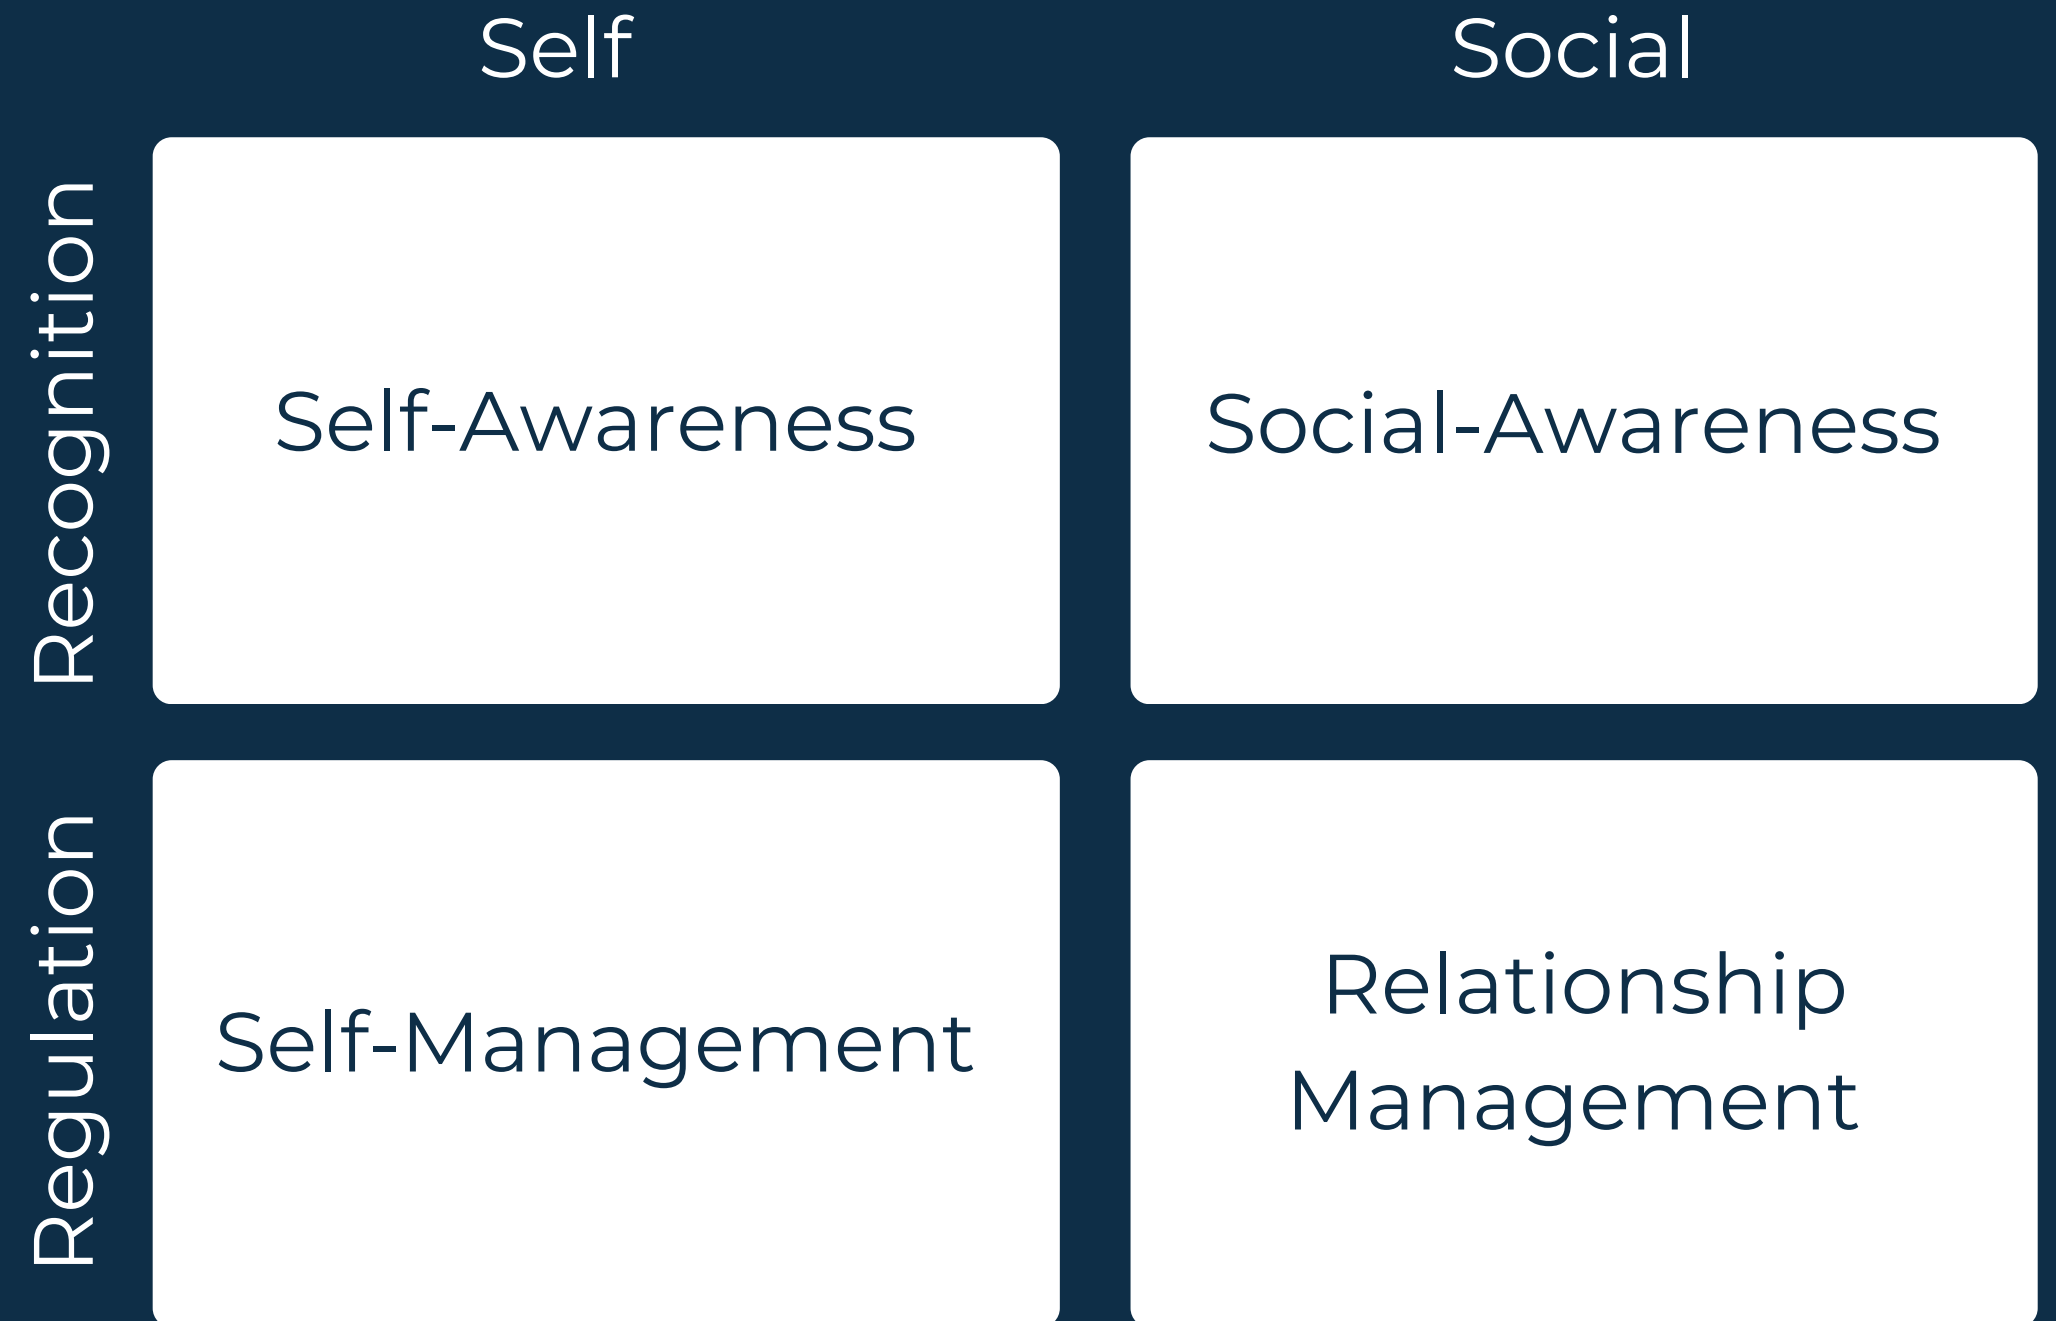 Self
Social
Recognition
Self-Awareness
Social-Awareness
Regulation
Self-Management
Relationship
Management